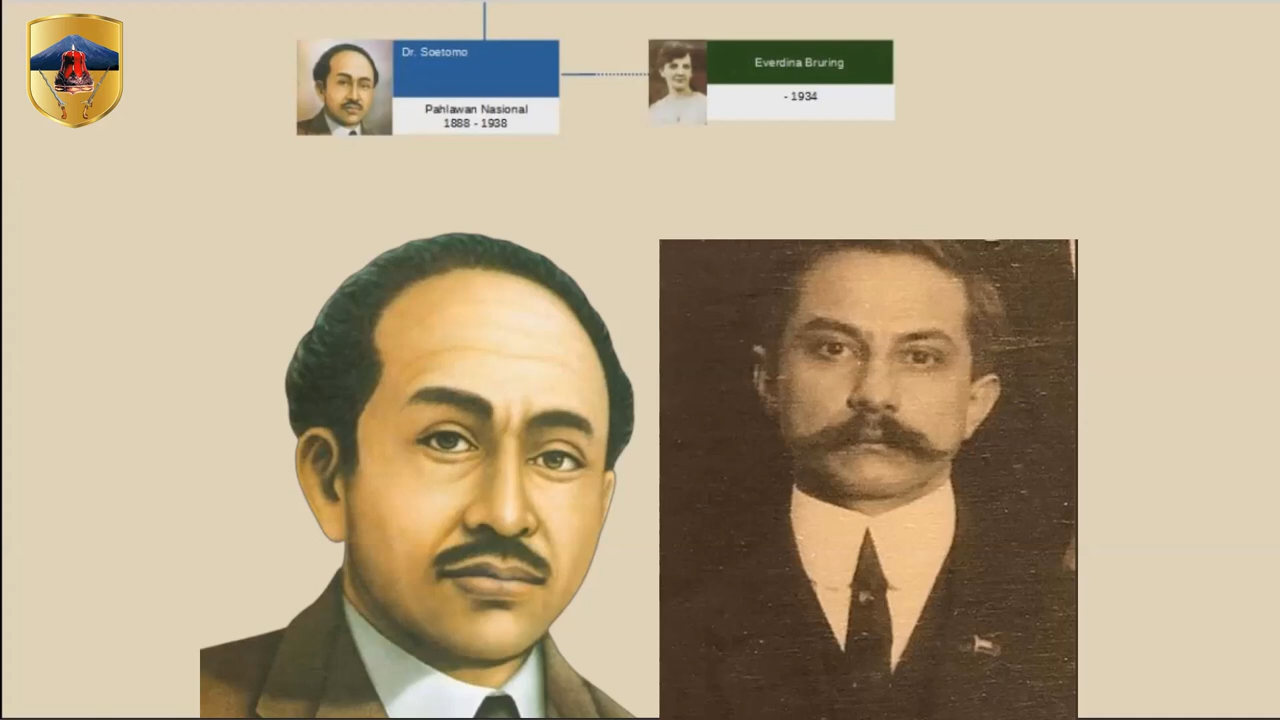 Dr. Soetomo
Pahlawan Nasional
1888 - 1938
Everdina Bruring
- 1934